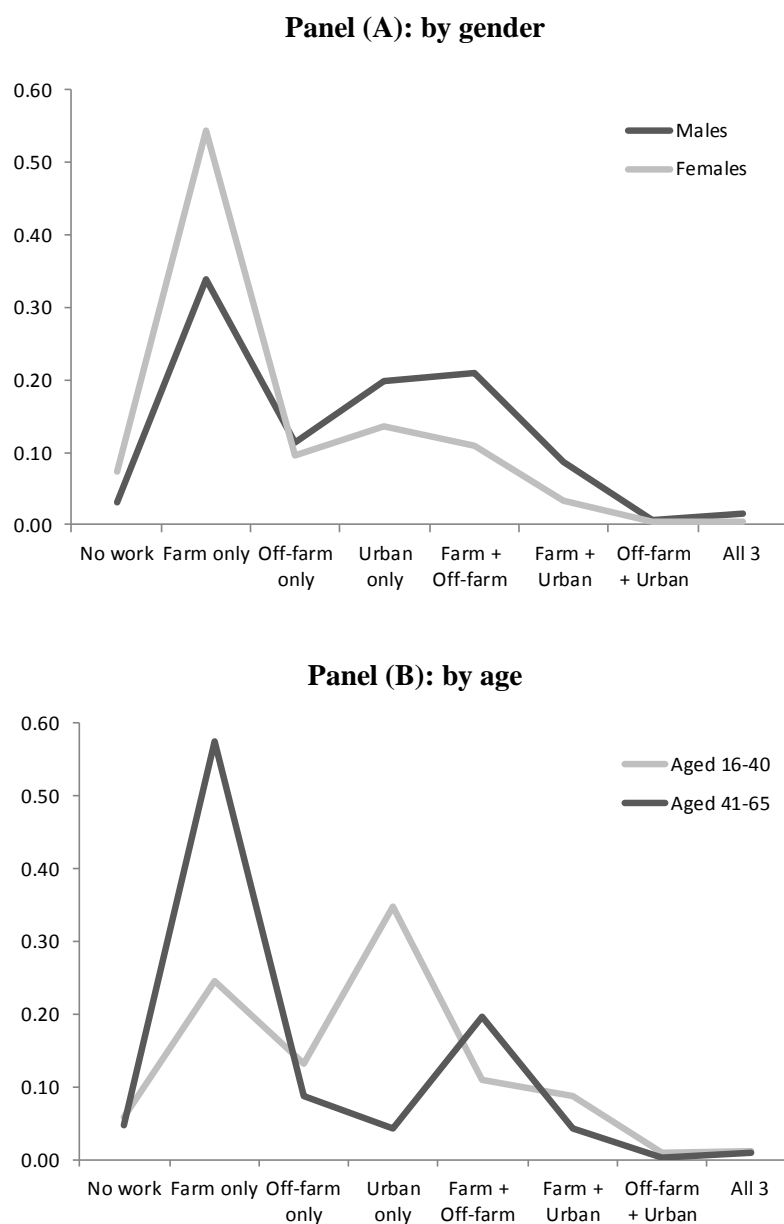 Panel (A): by gender
0.60
0.50
0.40
0.30
0.20
0.10
0.00
Males
Females
No work Farm only Off-farm only Urban only Farm + Off-farm Farm + Urban Off-farm + Urban All 3
Panel (B): by age
0.60
0.50
0.40
0.30
0.20
0.10
0.00
Aged 16-40
Aged 41-65
No work Farm only Off-farm only Urban only Farm + Off-farm Farm + Urban Off-farm + Urban All 3